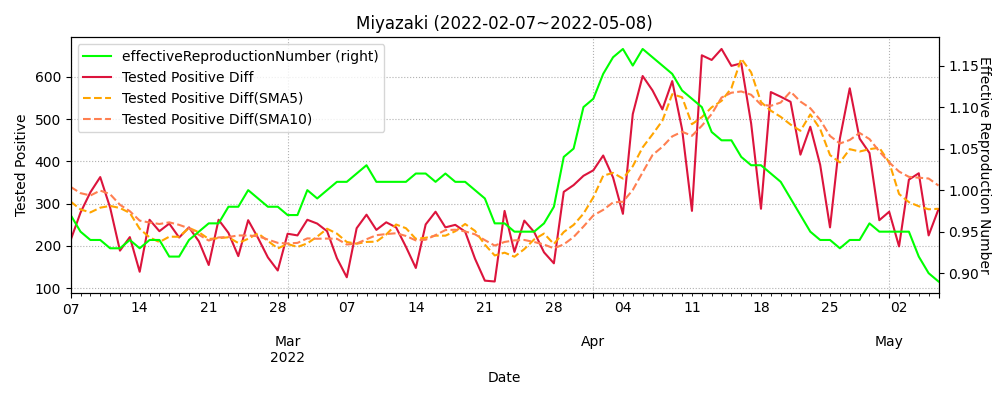 Miyazaki (2022-02-07~2022-05-08)
effectiveReproductionNumber (right)
Tested Positive Diff
Tested Positive Diff(SMA5)
Tested Positive Diff(SMA10)
Tested Positive
600
500
400
300
200
100
1.15
1.10
1.05
1.00
0.95
0.90
Effective Reproduction Number
07 14 21 28 07 14 21 28 04 11 18 25 02
Mar Apr May
2022
Date